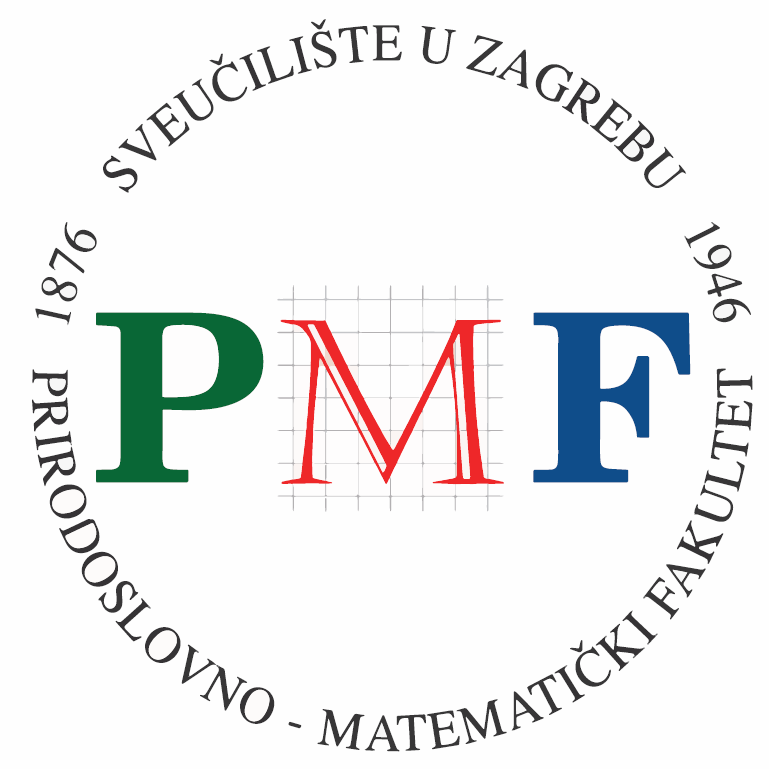 SVEUČILIŠTE U ZAGREBU
1876
1946
PMF
PRIRODOSLOVNO - MATEMATIČKI FAKULTET